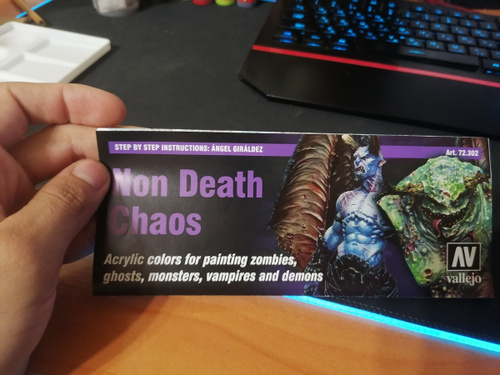 STEP BY STEP INSTRUCTIONS: ÁNGEL GIRÁLDEZ
Art. 72.302
Non Death
Chaos
Acrylic colors for painting zombies,
ghosts, monsters, vampires and demons
AV
vallejo